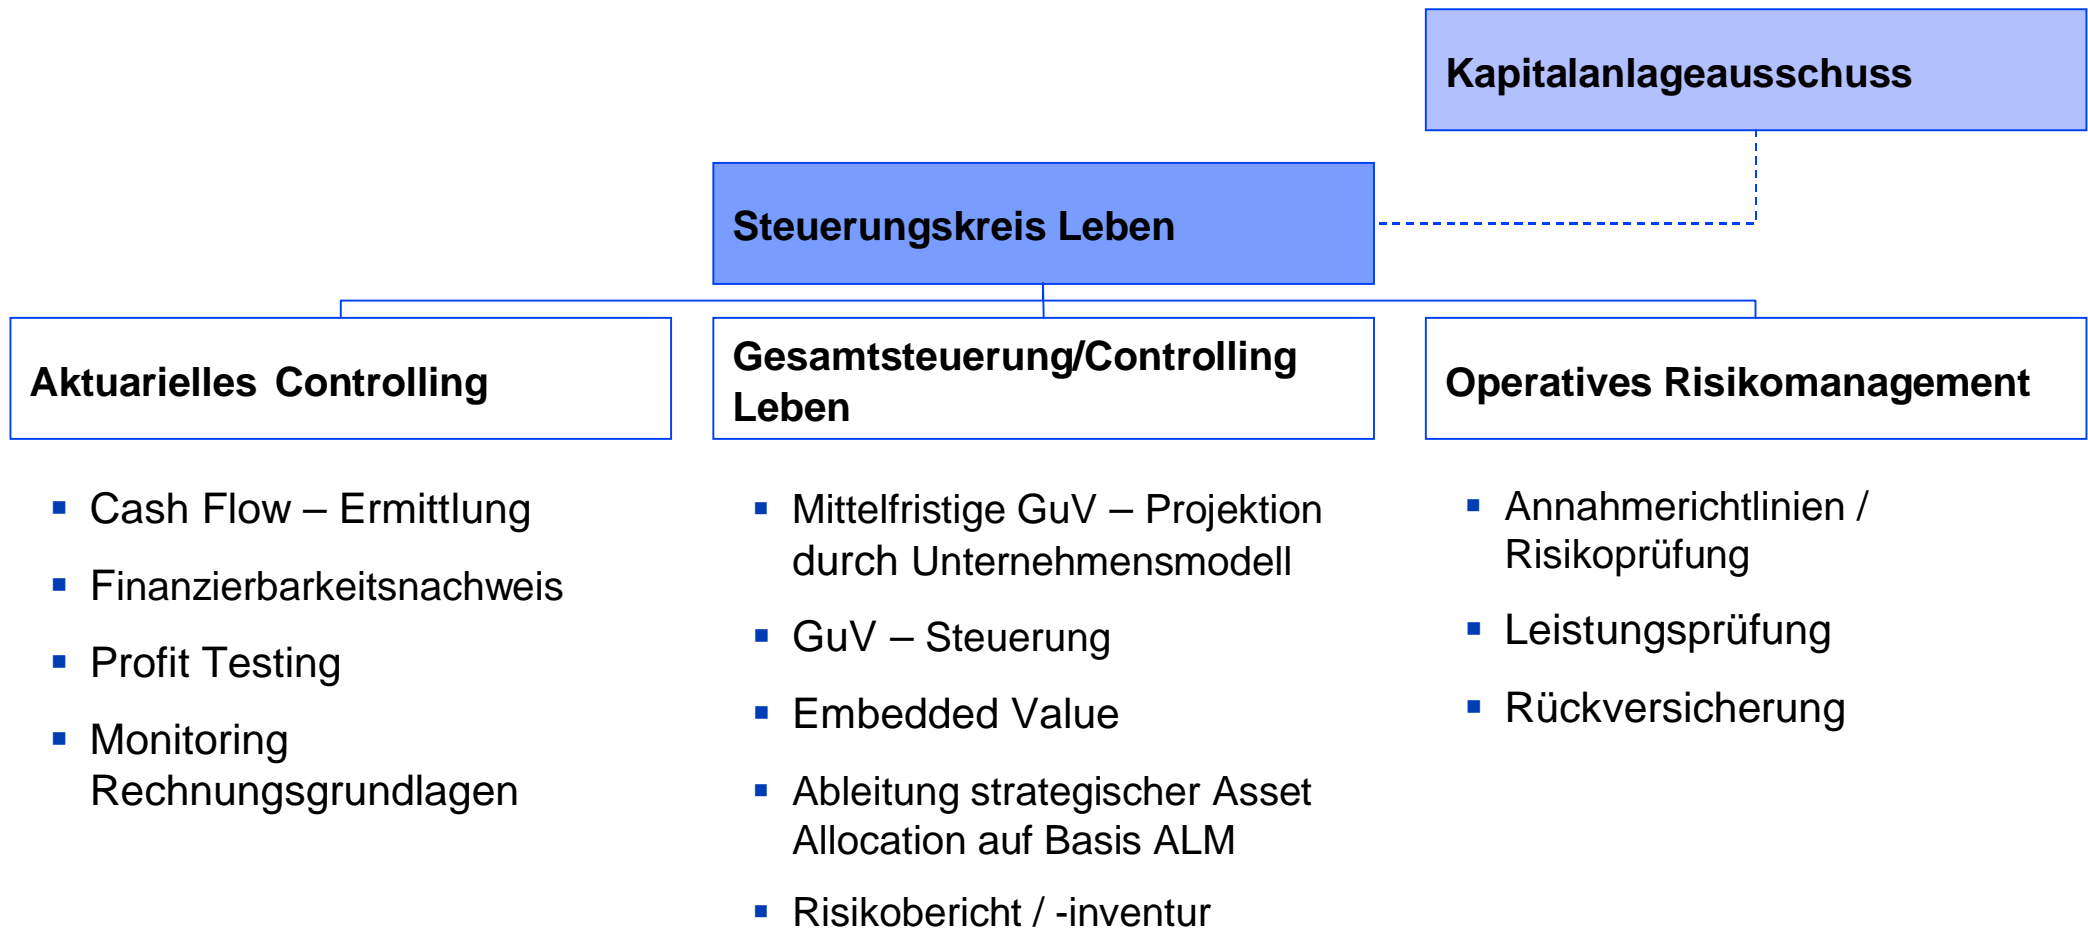 Kapitalanlageausschuss
Steuerungskreis Leben
Aktuarielles Controlling
Gesamtsteuerung/Controlling
Leben
Operatives Risikomanagement
▪ Cash Flow – Ermittlung
▪ Finanzierbarkeitsnachweis
▪ Profit Testing
▪ Monitoring
Rechnungsgrundlagen
▪ Mittelfristige GuV – Projektion
durch Unternehmensmodell
▪ GuV – Steuerung
▪ Embedded Value
▪ Ableitung strategischer Asset
Allocation auf Basis ALM
▪ Risikobericht / -inventur
▪ Annahmerichtlinien /
Risikoprüfung
▪ Leistungsprüfung
▪ Rückversicherung